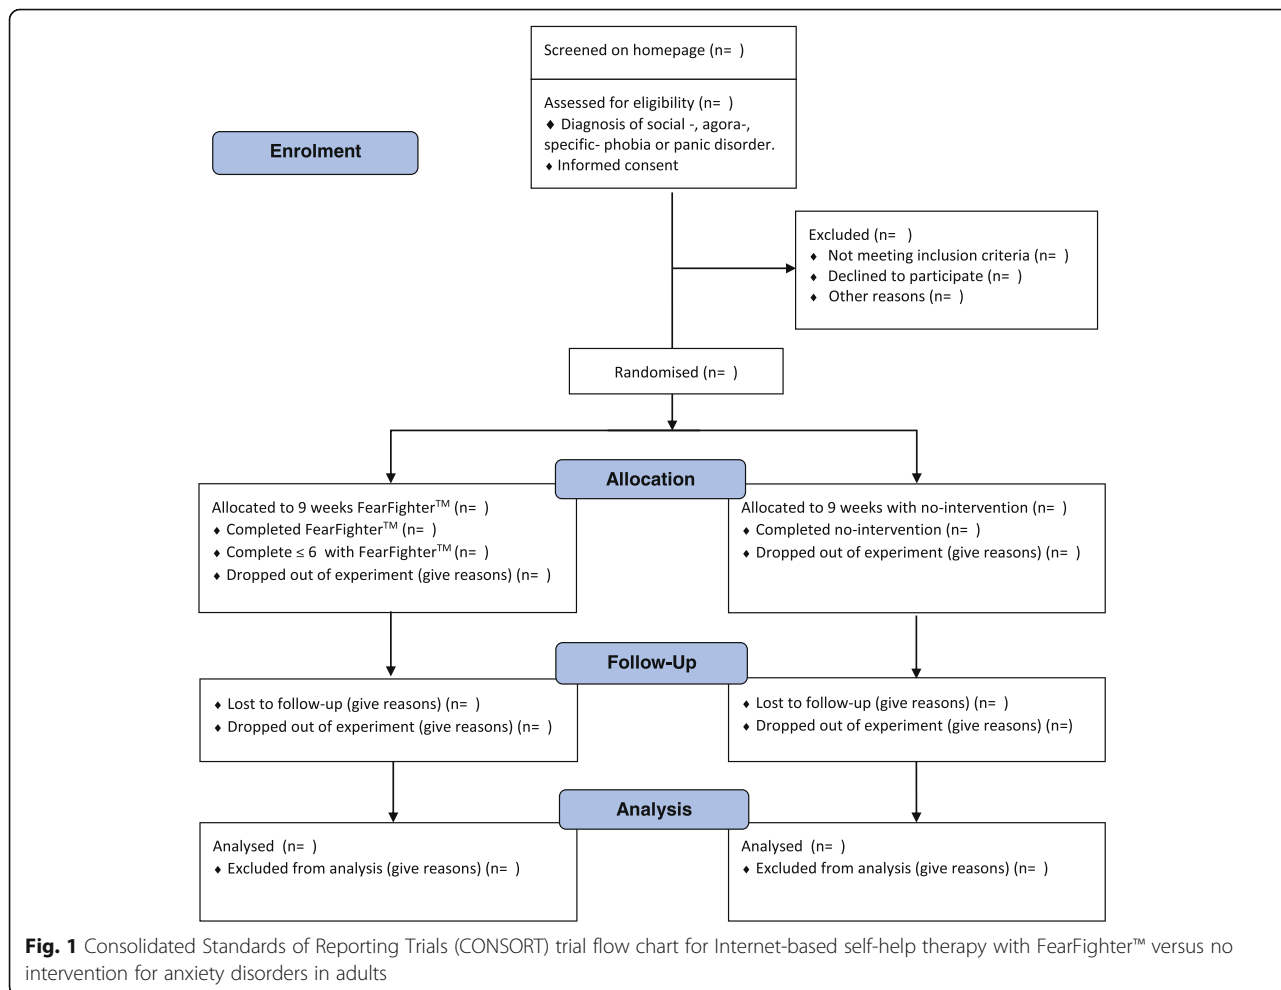 Screened on homepage (n=  )
Assessed for eligibility (n=  )
♦ Diagnosis of social -, agora-,
specific- phobia or panic disorder.
♦ Informed consent
Enrolment
Excluded (n=  )
♦ Not meeting inclusion criteria (n=  )
♦ Declined to participate (n=  )
♦ Other reasons (n=  )
Randomised (n=  )
Allocation
Allocated to 9 weeks FearFighter™ (n=  )
♦ Completed FearFighter™ (n=  )
♦ Complete ≤ 6  with FearFighter™ (n=  )
♦ Dropped out of experiment (give reasons) (n=  )
Allocated to 9 weeks with no-intervention (n=  )
♦ Completed no-intervention (n=  )
♦ Dropped out of experiment (give reasons) (n=  )
Follow-Up
♦ Lost to follow-up (give reasons) (n=  )
♦ Dropped out of experiment (give reasons) (n=  )
♦ Lost to follow-up (give reasons) (n=  )
♦ Dropped out of experiment (give reasons) (n=)
Analysis
Analysed  (n=  )
♦ Excluded from analysis (give reasons) (n=  )
Analysed  (n=  )
♦ Excluded from analysis (give reasons) (n=  )
Fig. 1 Consolidated Standards of Reporting Trials (CONSORT) trial flow chart for Internet-based self-help therapy with FearFighter™ versus no
intervention for anxiety disorders in adults